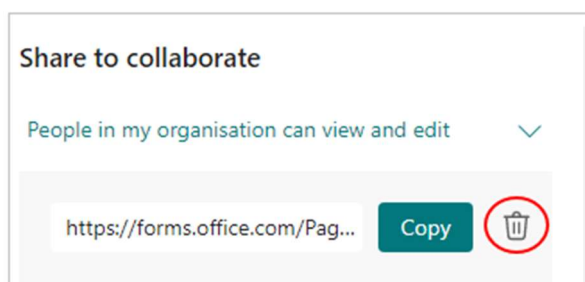 Share to collaborate
People in my organisation can view and edit
https://forms.office.com/Pag... Copy